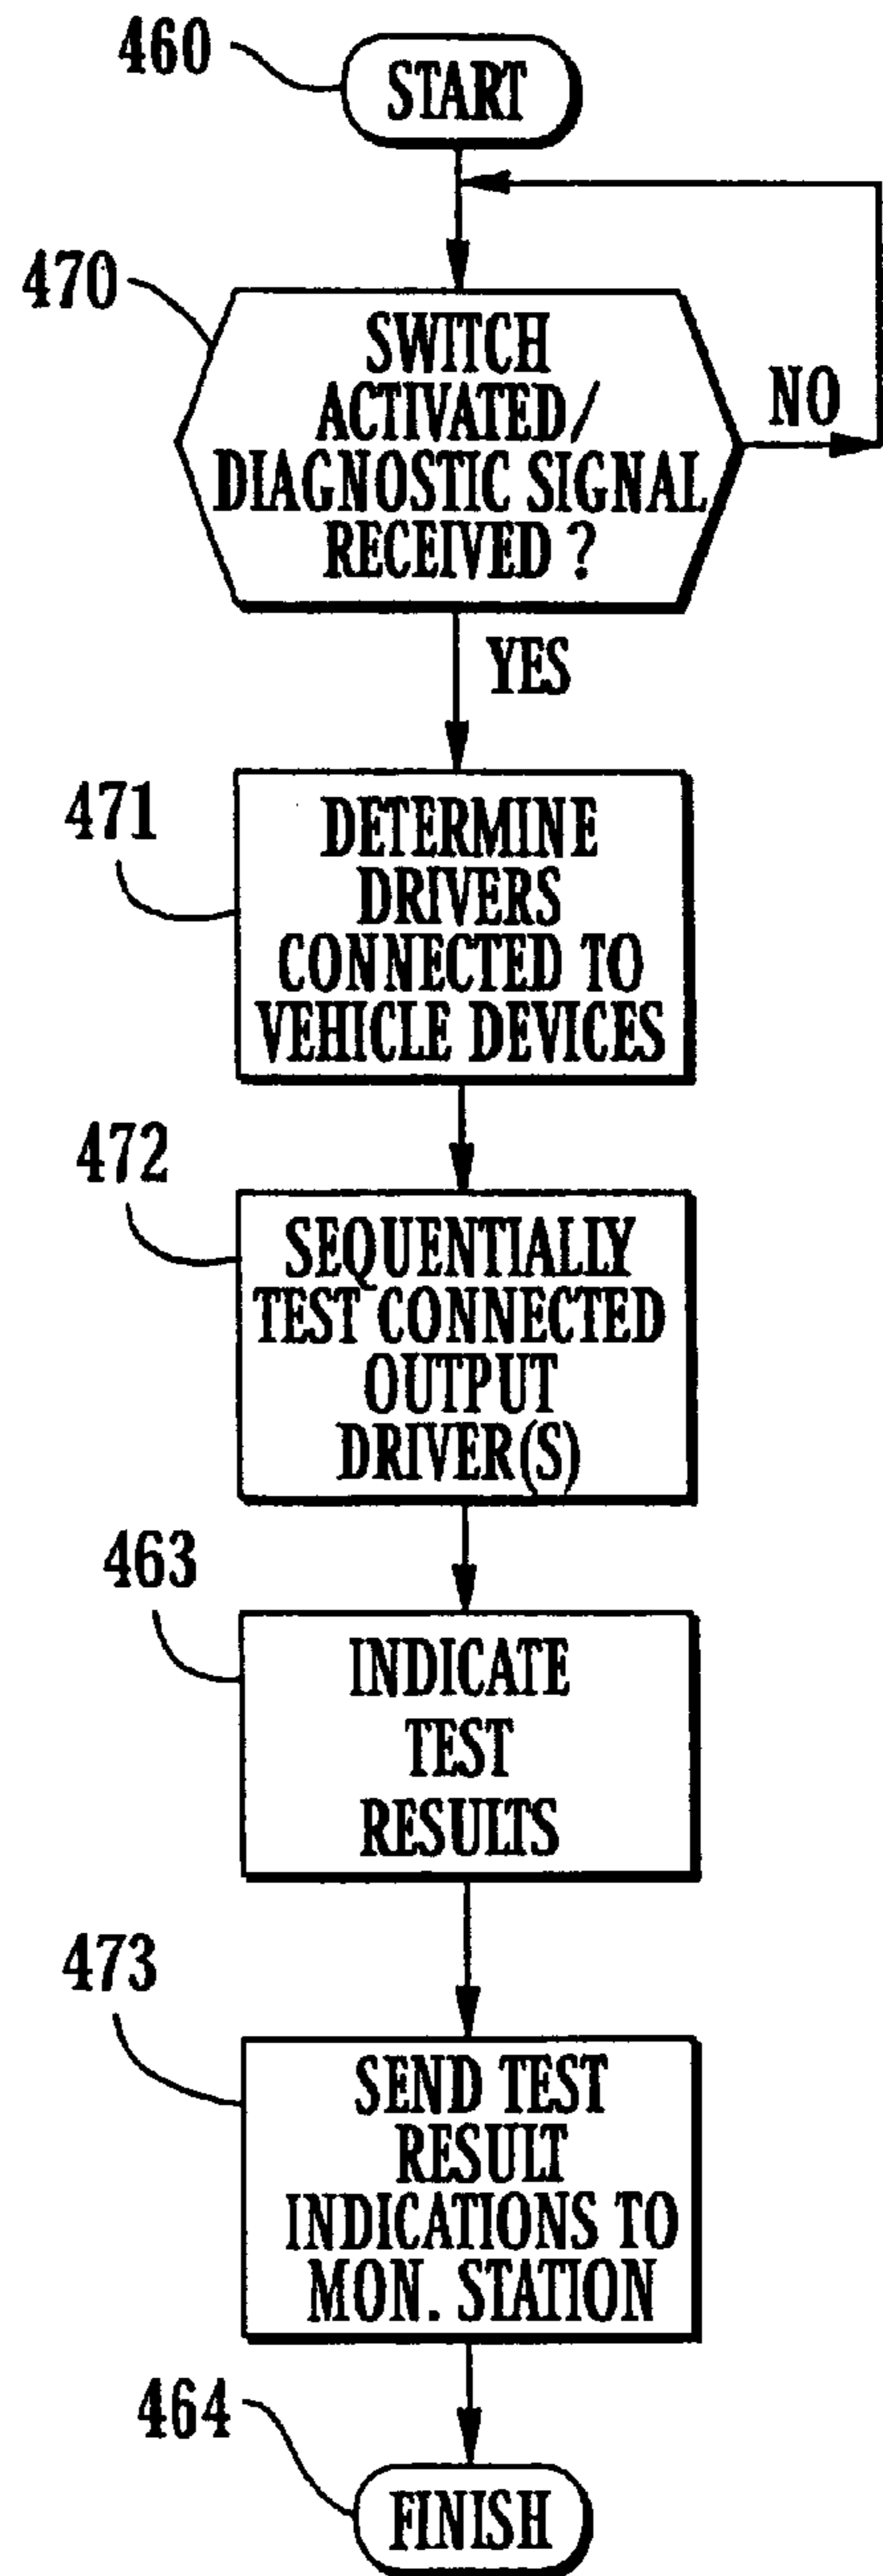 460
START
470
SWITCH
ACTIVATED/
DIAGNOSTIC SIGNAL
RECEIVED ?
NO
YES
471
DETERMINE
DRIVERS
CONNECTED TO
VEHICLE DEVICES
472
SEQUENTIALLY
TEST CONNECTED
OUTPUT
DRIVER(S)
463
INDICATE
TEST
RESULTS
473
SEND TEST
RESULT
INDICATIONS TO
MON. STATION
464
FINISH